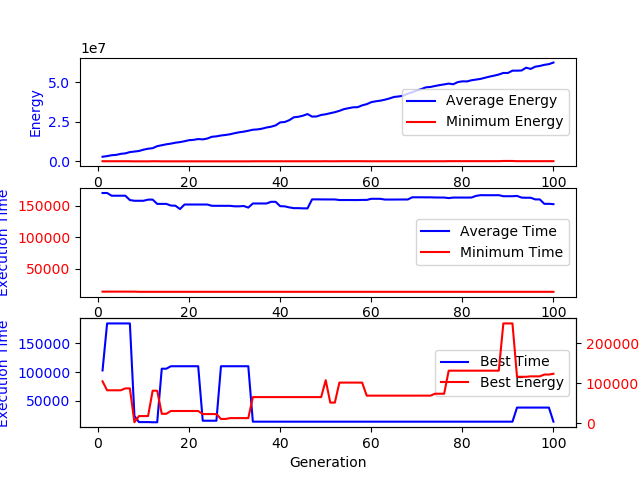 1e7
Energy
5.0
2.5
0.0
Average Energy
Minimum Energy
0 20 40 60 80 100
Execution Time
150000
100000
50000
Average Time
Minimum Time
0 20 40 60 80 100
Execution Time
150000
100000
50000
Best Time
Best Energy
200000
100000
0
0 20 40 60 80 100
Generation